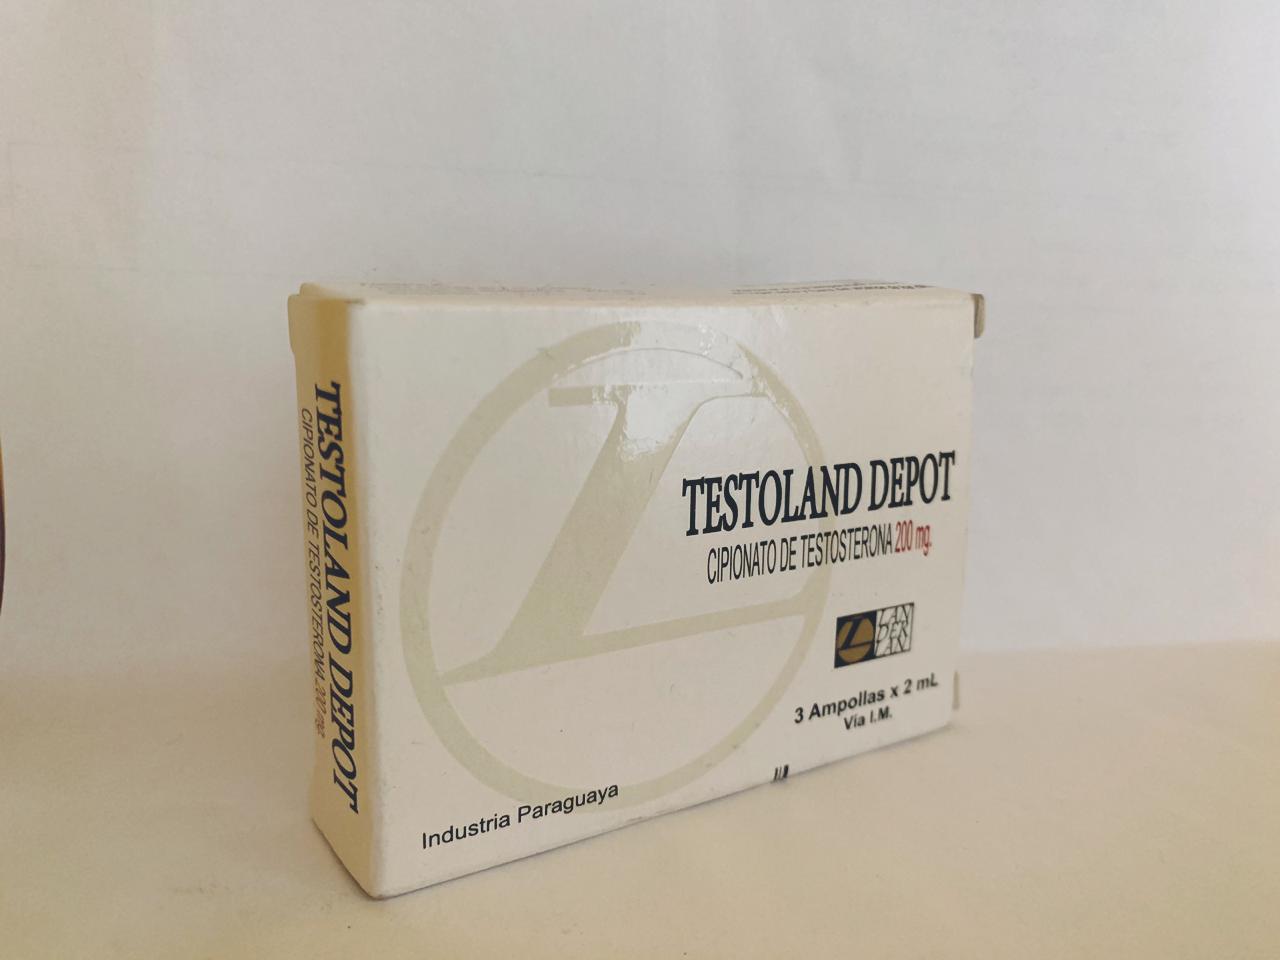 TESTOLAND DEPOT
CIPIONATO DE TESTOSTERONA 200 mg.
TESTOLAND DEPOT
CIPIONATO DE TESTOSTERONA 200 mg.
LAN
DER
LAN
3 Ampollas x 2 mL
Vía I.M.
Industria Paraguaya